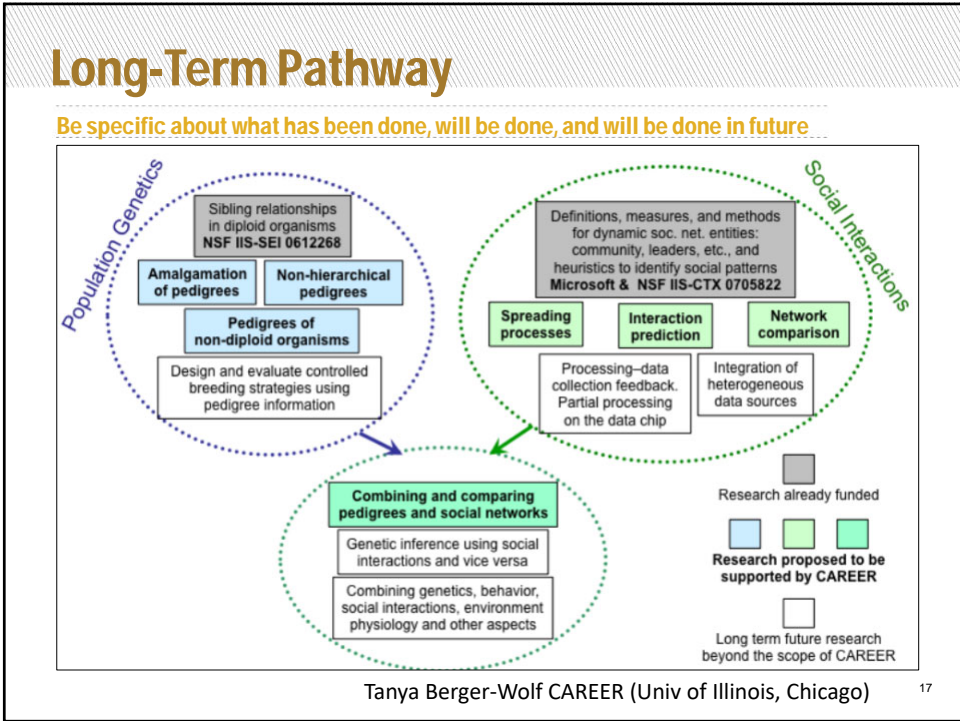 Long-Term Pathway
Be specific about what has been done, will be done, and will be done in future
Population Genetics
Sibling relationships
in diploid organisms
NSF IIS-SEI 0612268
Amalgamation
of pedigrees
Non-hierarchical
pedigrees
Pedigrees of
non-diploid organisms
Design and evaluate controlled
breeding strategies using
pedigree information
Social Interactions
Definitions, measures, and methods
for dynamic soc. net. entities:
community, leaders, etc., and
heuristics to identify social patterns
Microsoft & NSF IIS-CTX 0705822
Spreading
processes
Interaction
prediction
Network
comparison
Processing–data
collection feedback.
Partial processing
on the data chip
Integration of
heterogeneous
data sources
Combining and comparing
pedigrees and social networks
Genetic inference using social
interactions and vice versa
Combining genetics, behavior,
social interactions, environment
physiology and other aspects
Research already funded
Research proposed to be
supported by CAREER
Long term future research
beyond the scope of CAREER
Tanya Berger-Wolf CAREER (Univ of Illinois, Chicago)
17